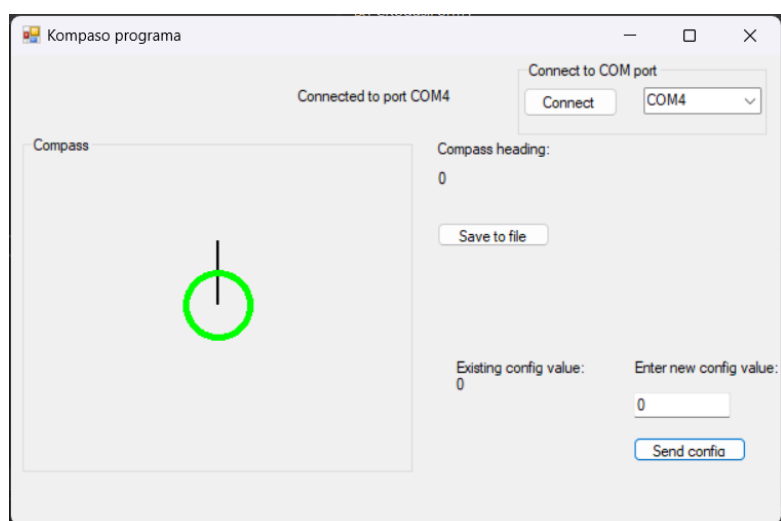 Kompaso programa
Connect to COM port
Connected to port COM4
Connect
COM4
Compass
Compass heading:
0
Save to file
Existing config value:
0
Enter new config value:
0
Send config